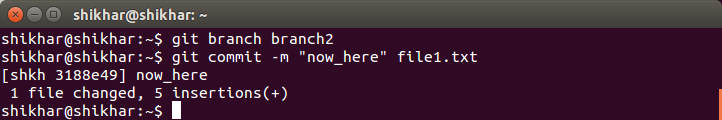 shikhar@shikhar: ~
shikhar@shikhar:~$ git branch branch2
shikhar@shikhar:~$ git commit -m "now_here" file1.txt
[shkh 3188e49] now_here
 1 file changed, 5 insertions(+)
shikhar@shikhar:~$